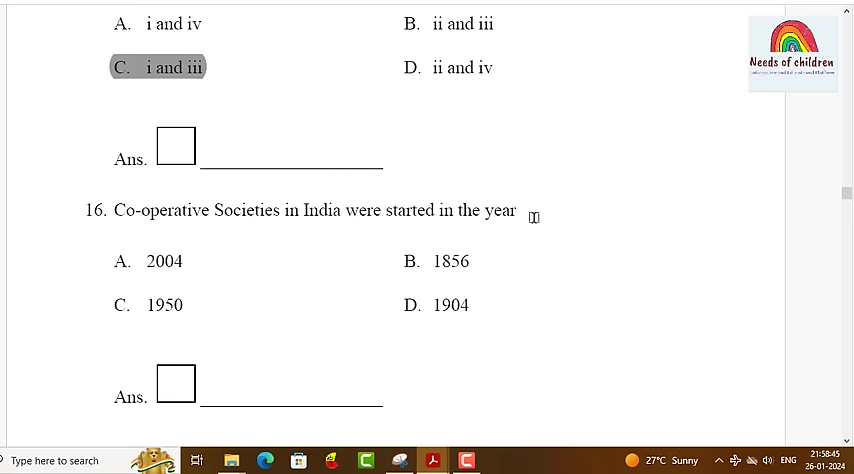 A. i and iv B. ii and iii
C. i and iii D. ii and iv
Needs of children
Ans.
16. Co-operative Societies in India were started in the year
A. 2004 B. 1856
C. 1950 D. 1904
Ans.
Type here to search 27°C Sunny ENG 21:58:45
26-01-2024